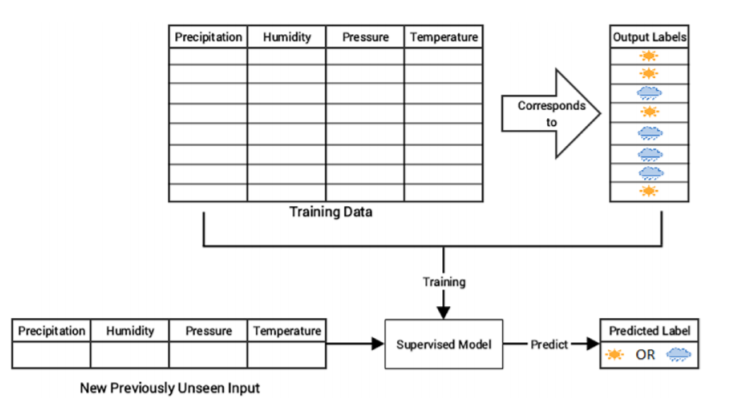 Precipitation Humidity Pressure Temperature
Output Labels
Corresponds
to
Training Data
Training
Precipitation Humidity Pressure Temperature
Supervised Model
Predict
Predicted Label
OR
New Previously Unseen Input